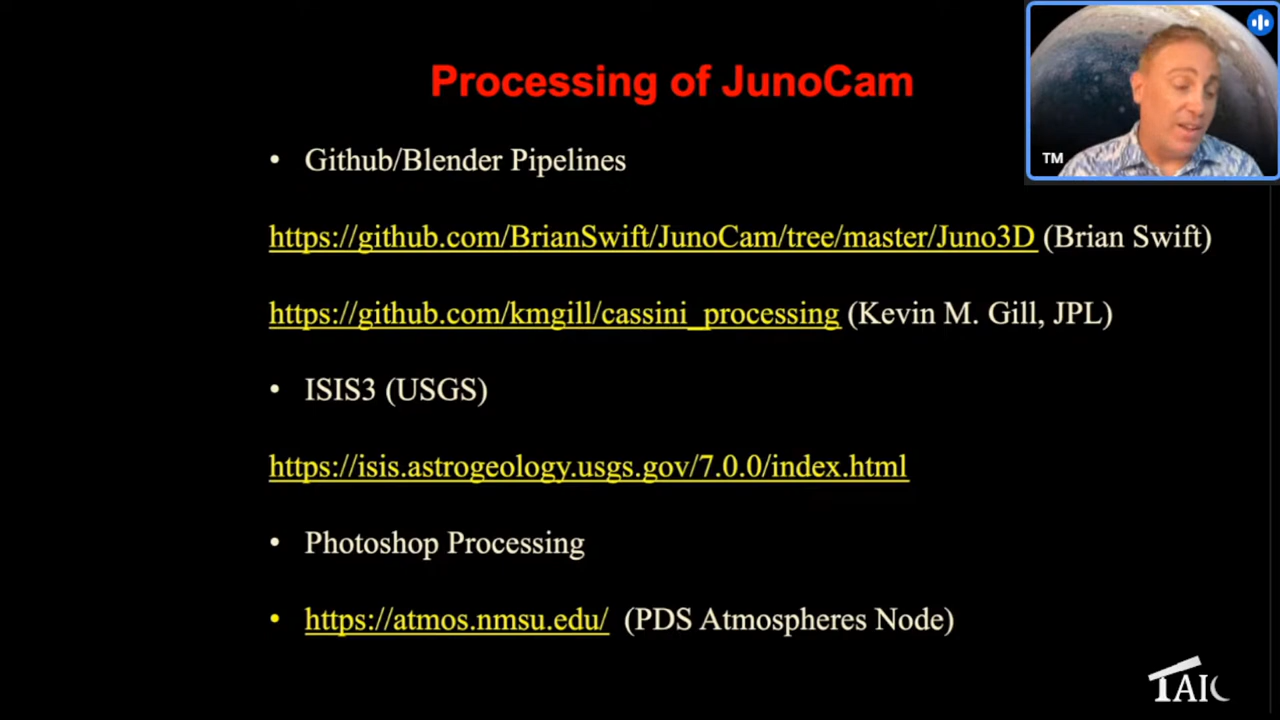 Processing of JunoCam
TM
• Github/Blender Pipelines
https://github.com/BrianSwift/JunoCam/tree/master/Juno3D (Brian Swift)
https://github.com/kmgill/cassini_processing (Kevin M. Gill, JPL)
• ISIS3 (USGS)
https://isis.astrogeology.usgs.gov/7.0.0/index.html
• Photoshop Processing
• https://atmos.nmsu.edu/ (PDS Atmospheres Node)
TAIC